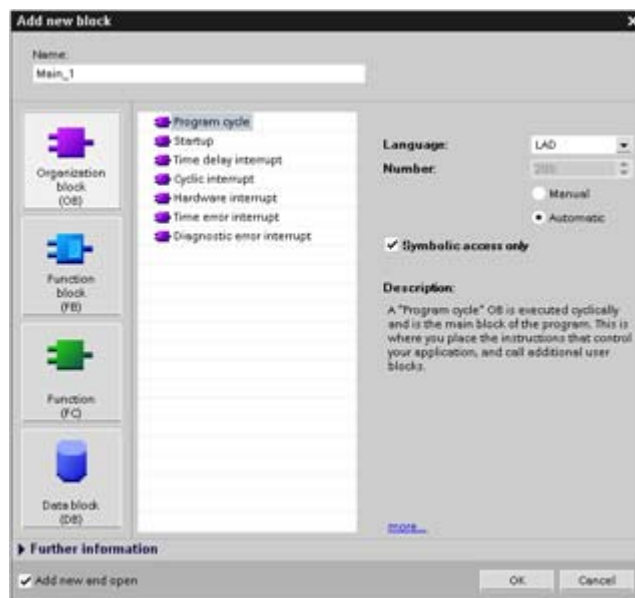 Add new block
Name:
Main_1
Organization
block
(OB)
Function
block
(FB)
Function
(FC)
Data block
(DB)
Program cycle
Startup
Time delay interrupt
Cyclic interrupt
Hardware interrupt
Time error interrupt
Diagnostic error interrupt
Language: LAD
Number:
Manual
Automatic
Symbolic access only
Description:
A "Program cycle" OB is executed cyclically
and is the main block of the program. This is
where you place the instructions that control
your application, and call additional user
blocks.
more...
Further information
Add new and open
OK
Cancel